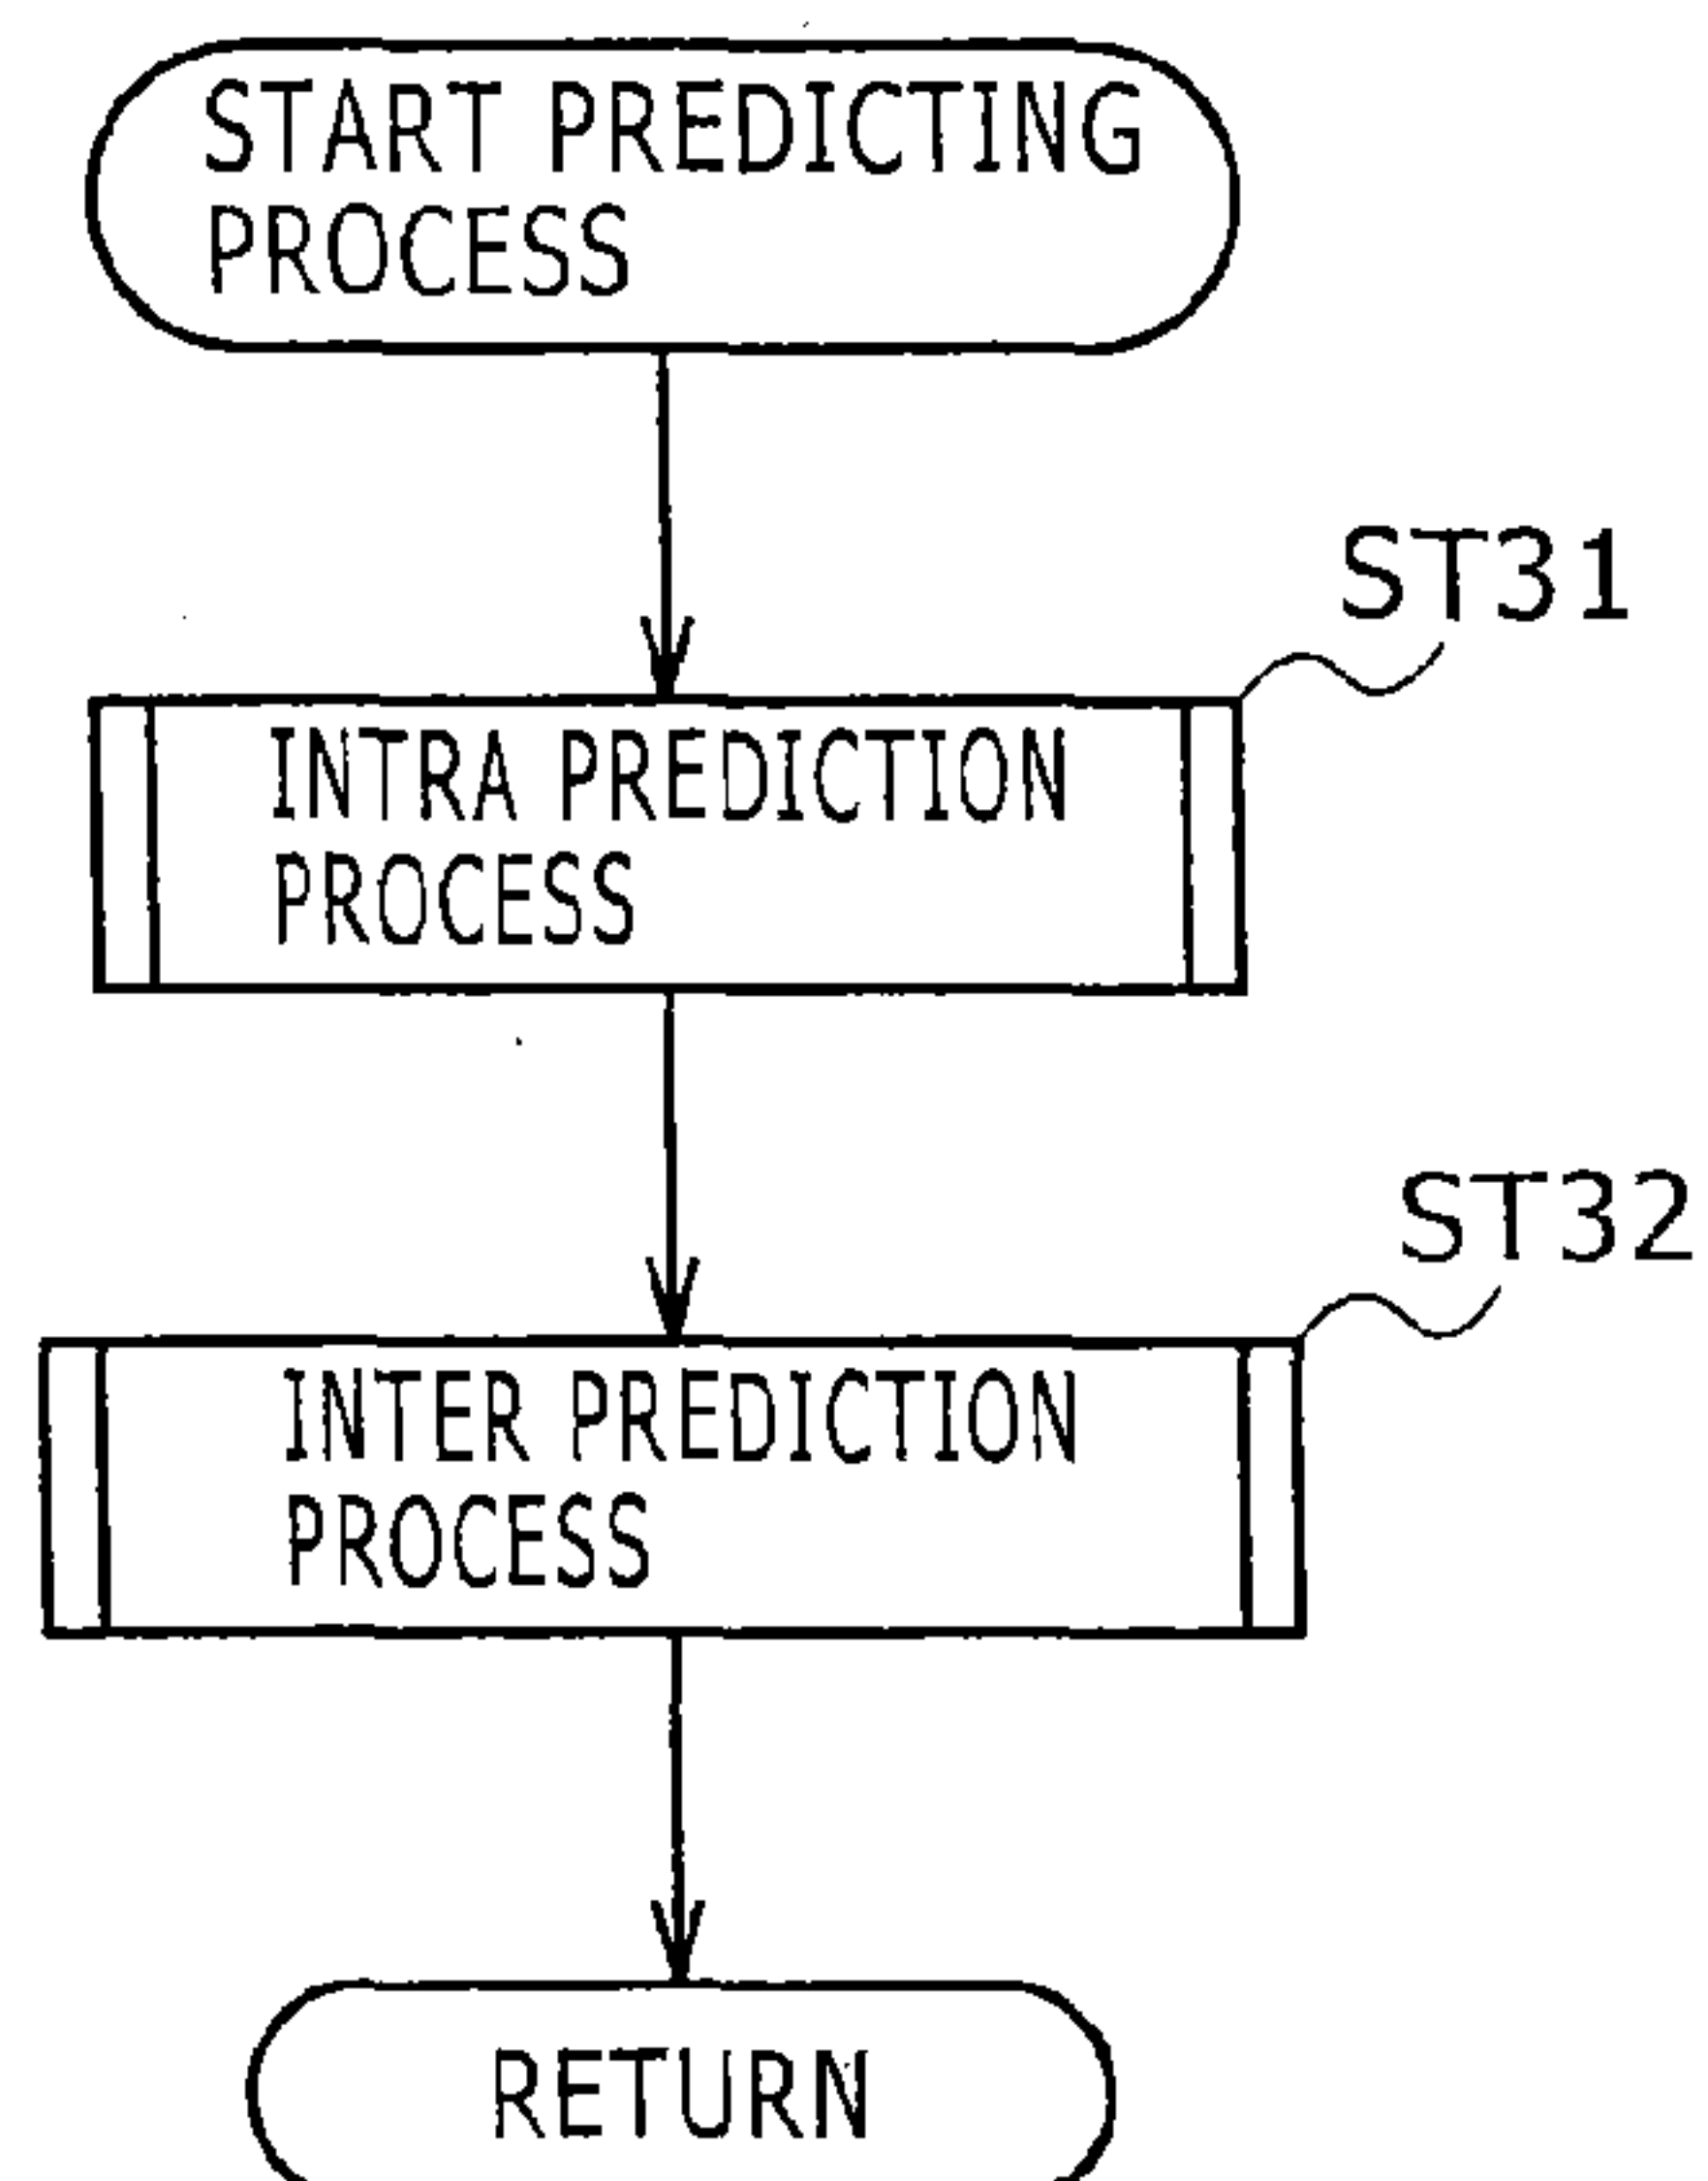 START PREDICTING
PROCESS
ST31
INTRA PREDICTION
PROCESS
ST32
INTER PREDICTION
PROCESS
RETURN